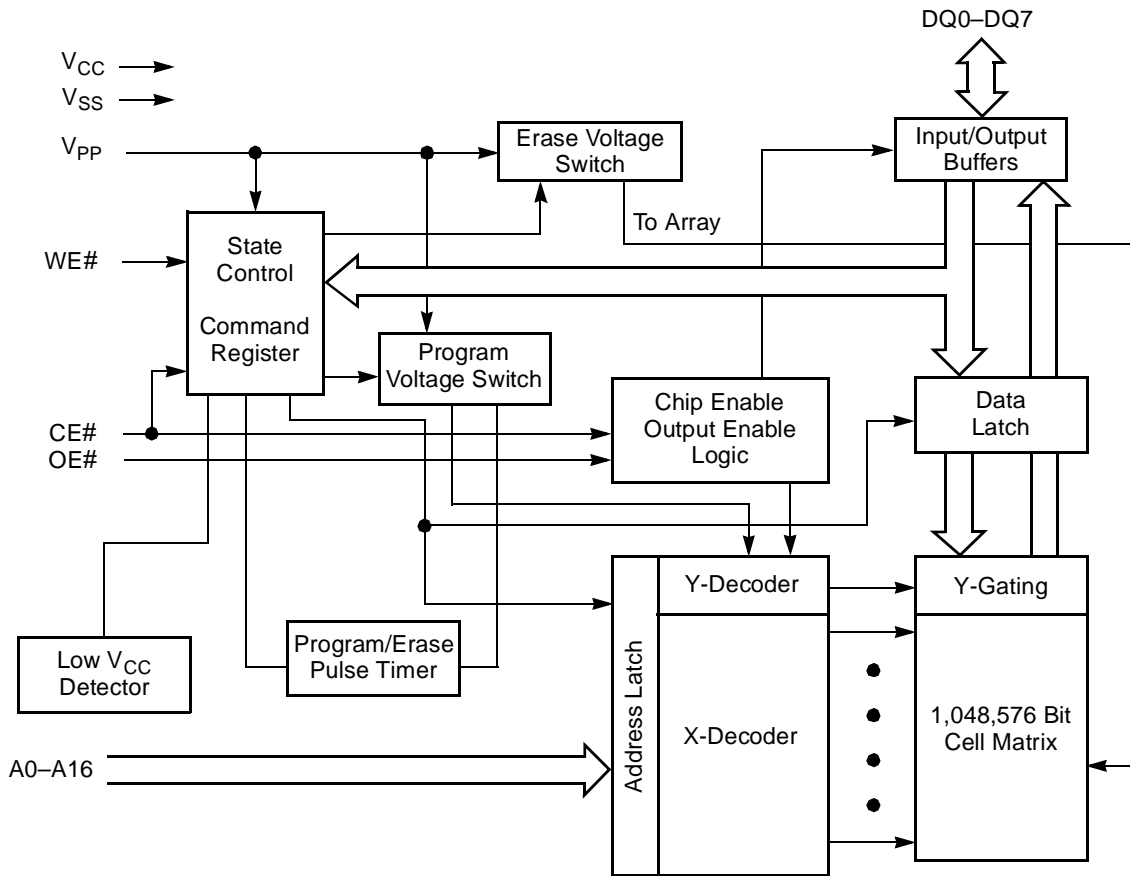 DQ0–DQ7
VCC
VSS
VPP
Erase Voltage
Switch
Input/Output
Buffers
To Array
WE#
State
Control
Command
Register
Program
Voltage Switch
Chip Enable
Output Enable
Logic
Data
Latch
CE#
OE#
Y-Decoder
Y-Gating
Low VCC
Detector
Program/Erase
Pulse Timer
Address Latch
X-Decoder
1,048,576 Bit
Cell Matrix
A0–A16